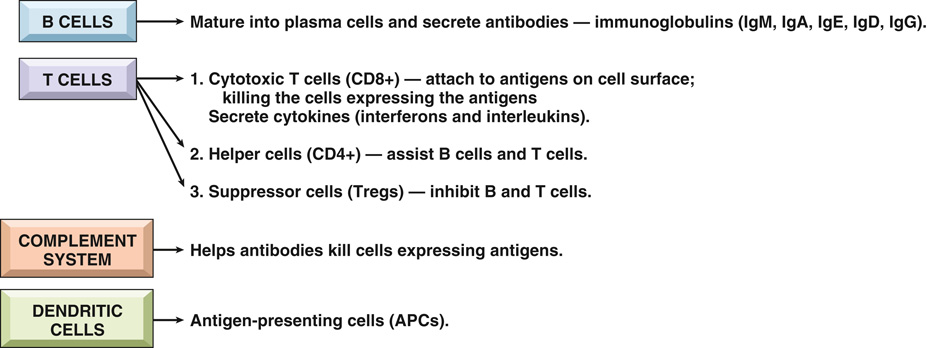 B CELLS
Mature into plasma cells and secrete antibodies — immunoglobulins (IgM, IgA, IgE, IgD, IgG).
T CELLS
1. Cytotoxic T cells (CD8+) — attach to antigens on cell surface;
killing the cells expressing the antigens
Secrete cytokines (interferons and interleukins).
2. Helper cells (CD4+) — assist B cells and T cells.
3. Suppressor cells (Tregs) — inhibit B and T cells.
COMPLEMENT
SYSTEM
Helps antibodies kill cells expressing antigens.
DENDRITIC
CELLS
Antigen-presenting cells (APCs).